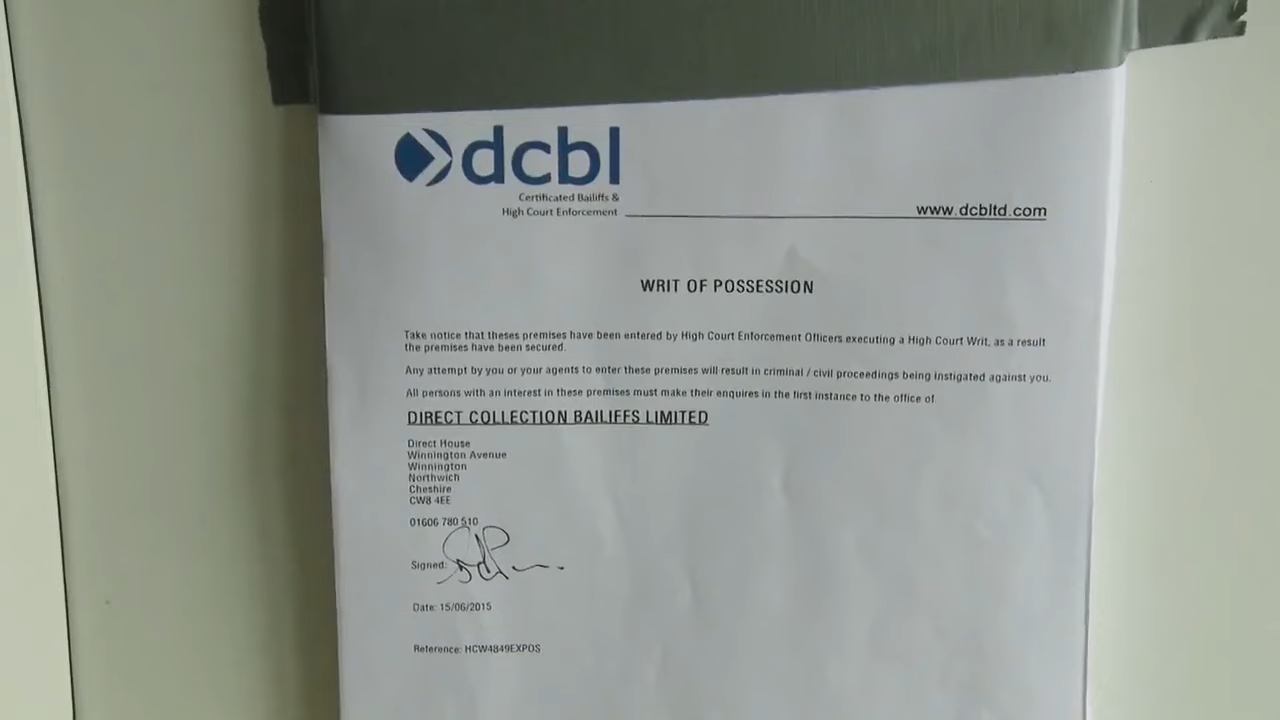 dcbl
Certificated Bailiffs &
High Court Enforcement
www.dcbltd.com
WRIT OF POSSESSION
Take notice that theses premises have been entered by High Court Enforcement Officers executing a High Court Writ, as a result
the premises have been secured.
Any attempt by you or your agents to enter these premises will result in criminal / civil proceedings being instigated against you.
All persons with an interest in these premises must make their enquires in the first instance to the office of
DIRECT COLLECTION BAILIFFS LIMITED
Direct House
Winnington Avenue
Winnington
Northwich
Cheshire
CW8 4EE
01606 780 510
Signed:
Date: 15/06/2015
Reference: HCW4849EXPOS